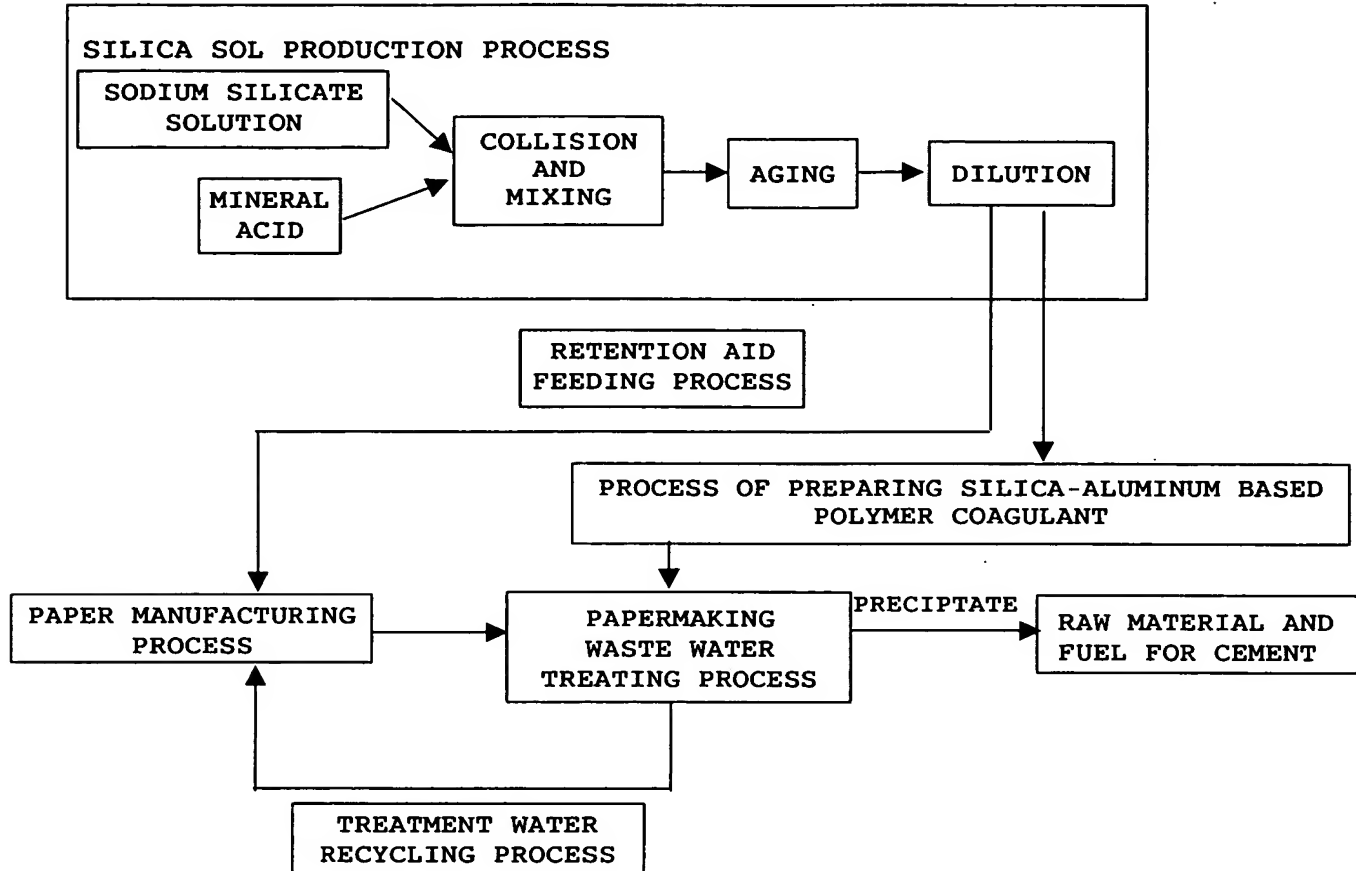 SILICA SOL PRODUCTION PROCESS
SODIUM SILICATE
SOLUTION
MINERAL
ACID
COLLISION
AND
MIXING
AGING
DILUTION
RETENTION AID
FEEDING PROCESS
PROCESS OF PREPARING SILICA-ALUMINUM BASED
POLYMER COAGULANT
PAPER MANUFACTURING
PROCESS
PAPERMAKING
WASTE WATER
TREATING PROCESS
PRECIPTATE
RAW MATERIAL AND
FUEL FOR CEMENT
TREATMENT WATER
RECYCLING PROCESS